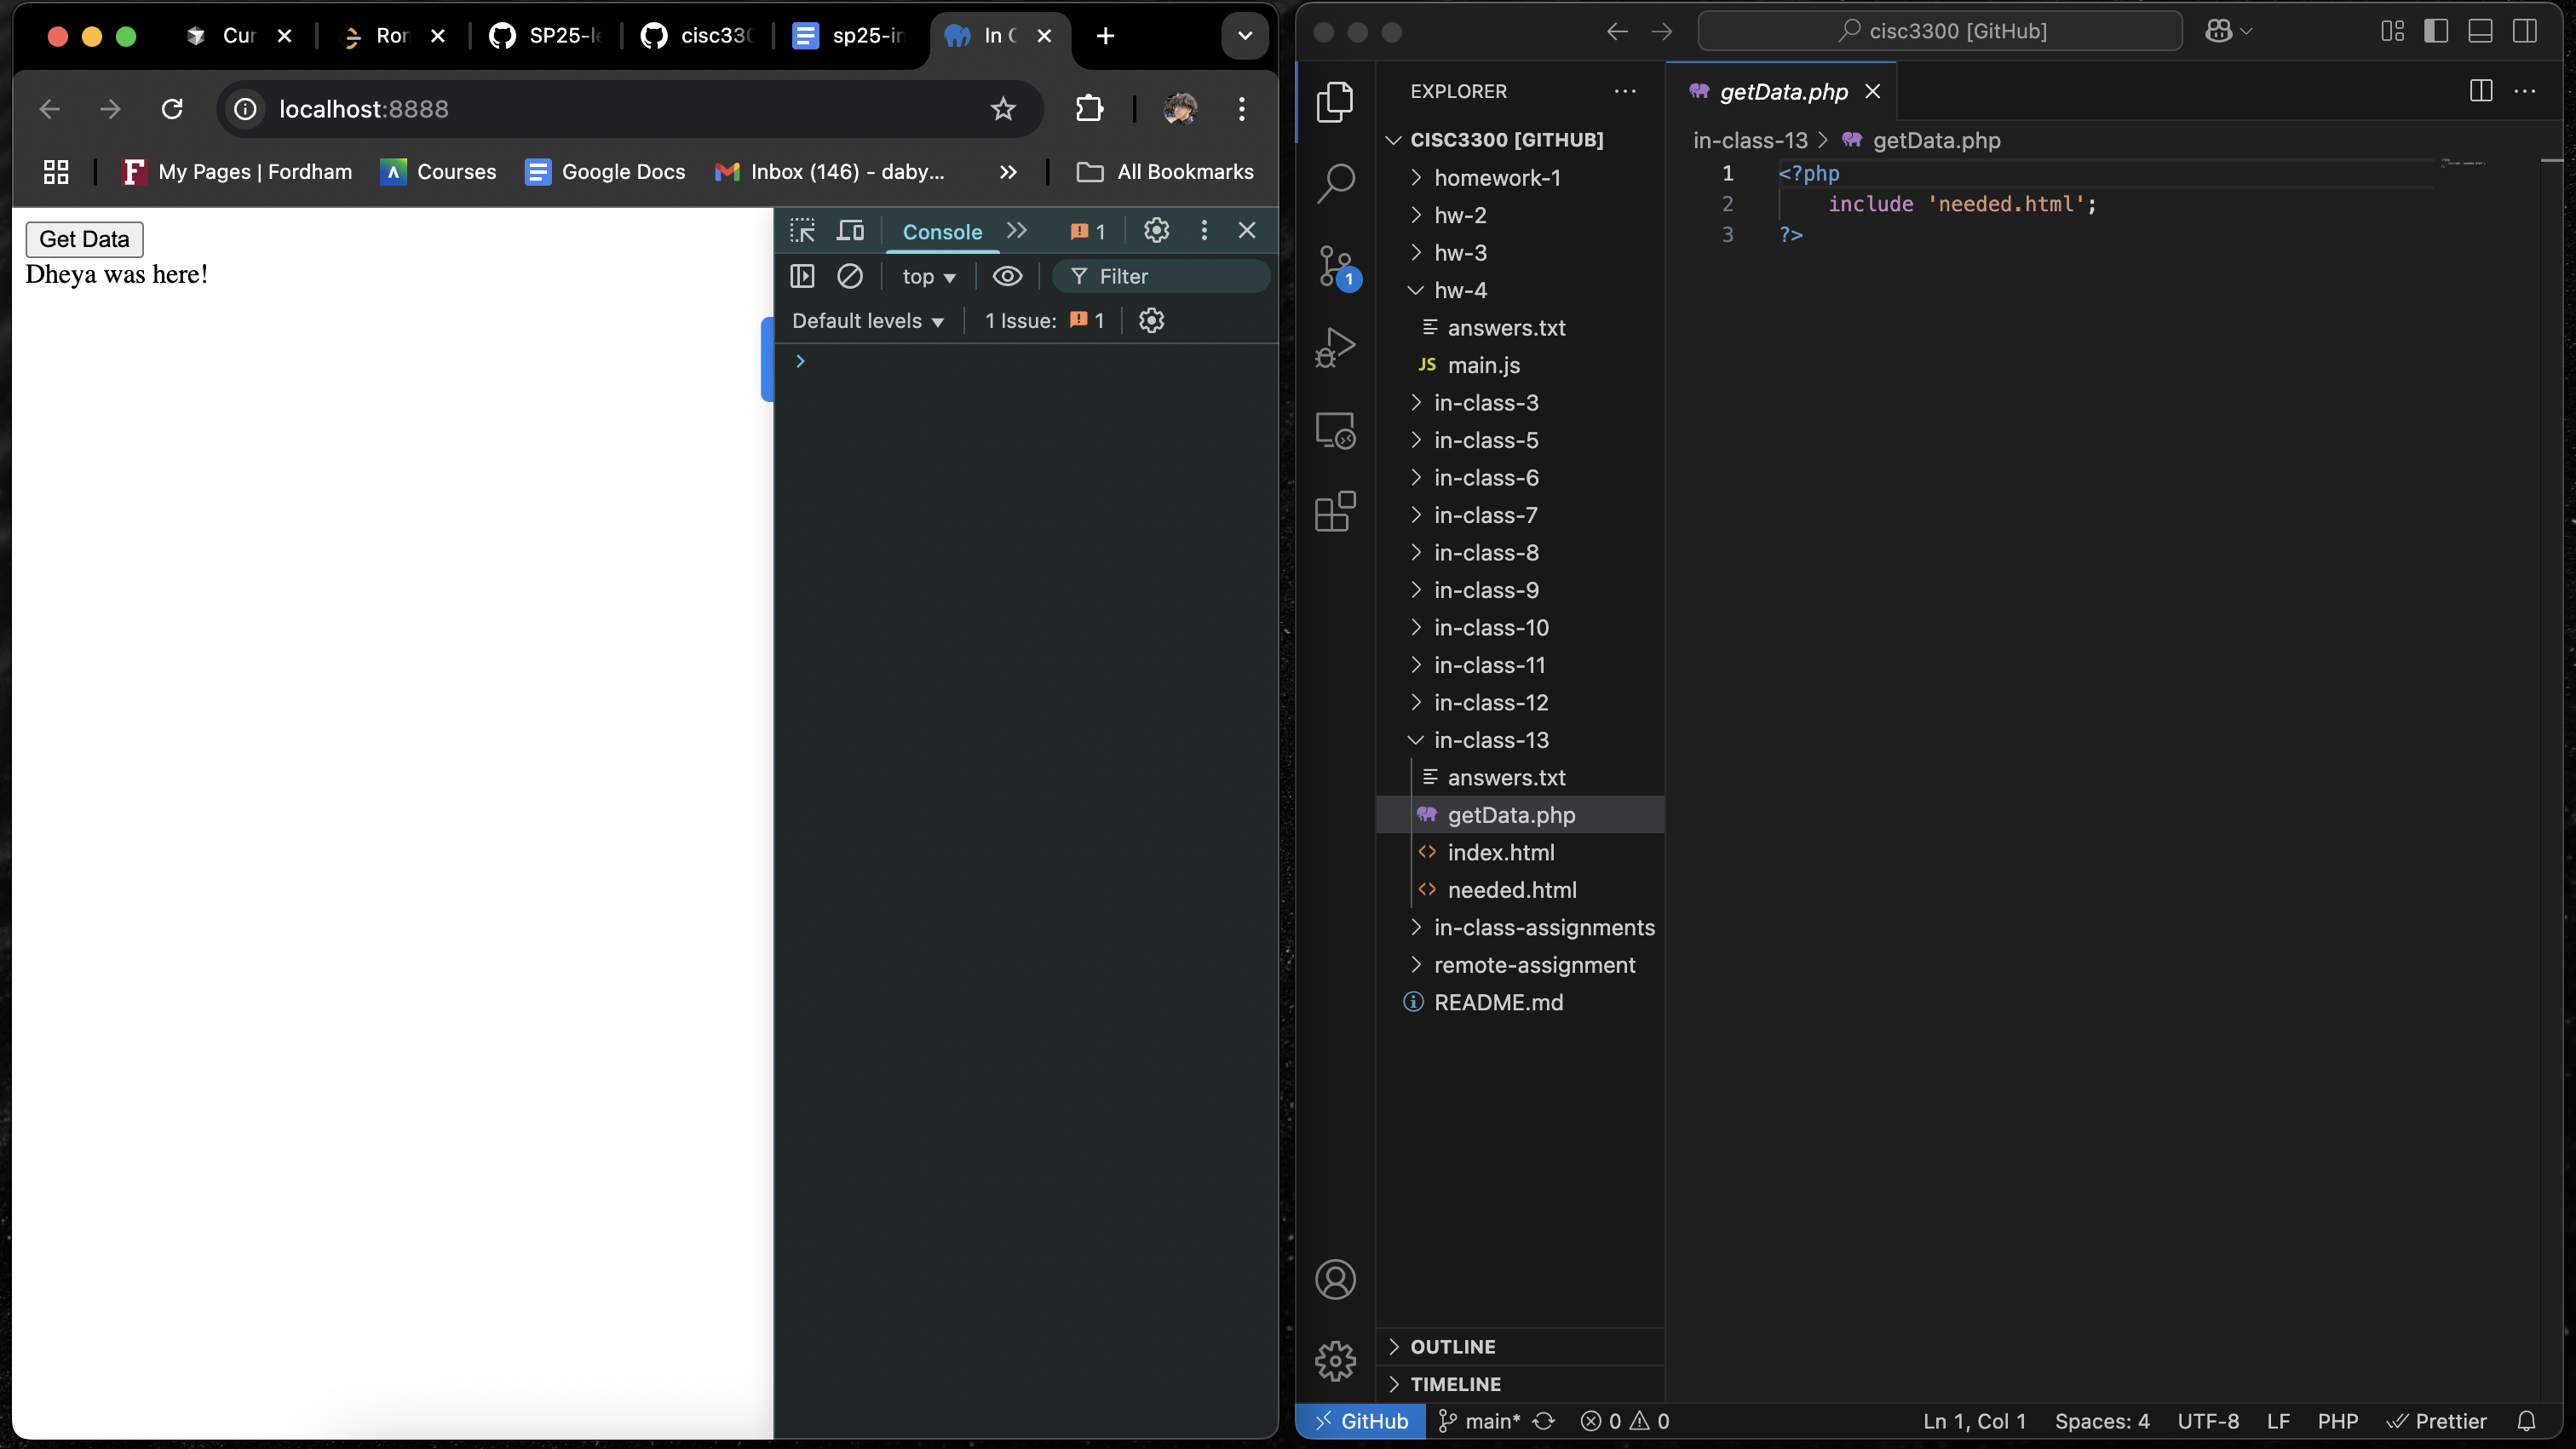 Cur
Ror
SP25-le
cisc330
sp25-in
In C
localhost:8888
My Pages | Fordham
Courses
Google Docs
Inbox (146) - daby...
All Bookmarks
Get Data
Dheya was here!
Console
1
top
Filter
Default levels
1 Issue:
1
cisc3300 [GitHub]
EXPLORER
CISC3300 [GITHUB]
homework-1
hw-2
hw-3
hw-4
answers.txt
JS main.js
in-class-3
in-class-5
in-class-6
in-class-7
in-class-8
in-class-9
in-class-10
in-class-11
in-class-12
in-class-13
answers.txt
getData.php
index.html
needed.html
in-class-assignments
remote-assignment
README.md
OUTLINE
TIMELINE
1
getData.php
in-class-13 > getData.php
1 <?php
2 include 'needed.html';
3 ?>
GitHub
main*
0
0
Ln 1, Col 1
Spaces: 4
UTF-8
LF
PHP
Prettier